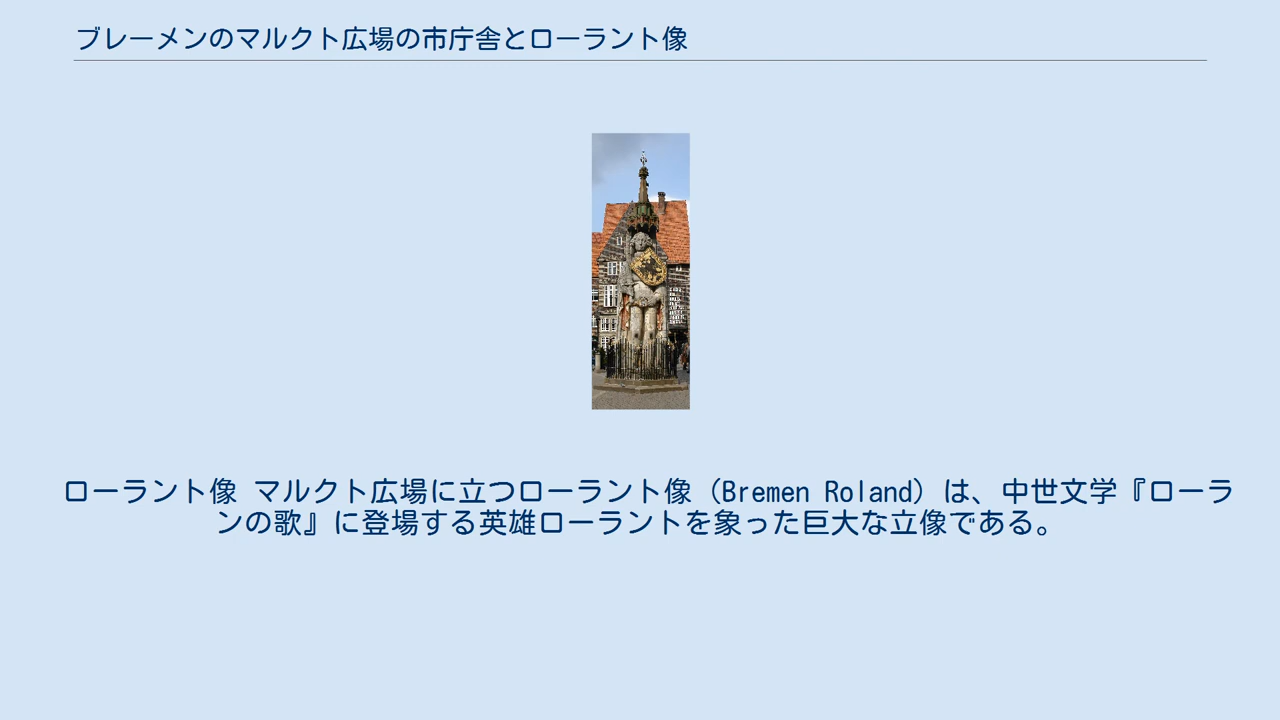 ブレーメンのマルクト広場の市庁舎とローラント像
ローラント像 マルクト広場に立つローラント像（Bremen Roland）は、中世文学『ローラ
ンの歌』に登場する英雄ローラントを象った巨大な立像である。